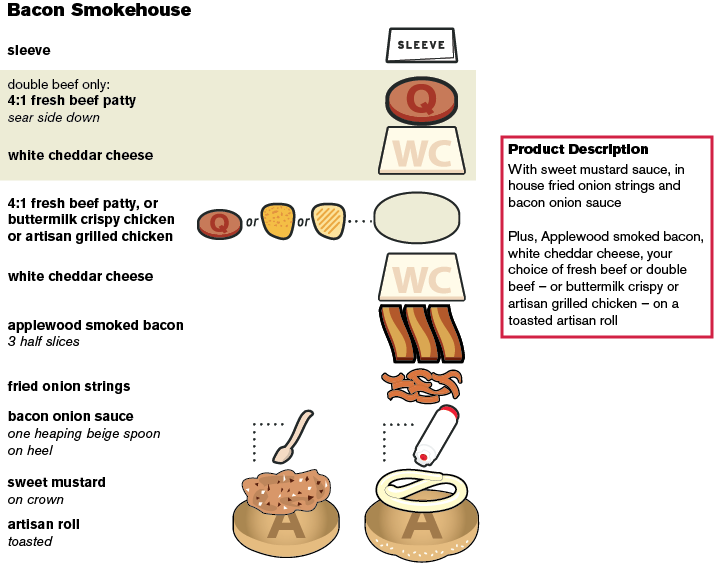 Bacon Smokehouse
sleeve
SLEEVE
double beef only:
4:1 fresh beef patty
sear side down
Q
white cheddar cheese
WC
4:1 fresh beef patty, or
buttermilk crispy chicken
or artisan grilled chicken
Q or or
white cheddar cheese
WC
applewood smoked bacon
3 half slices
fried onion strings
bacon onion sauce
one heaping beige spoon
on heel
sweet mustard
on crown
artisan roll
toasted
A A
Product Description
With sweet mustard sauce, in
house fried onion strings and
bacon onion sauce
Plus, Applewood smoked bacon,
white cheddar cheese, your
choice of fresh beef or double
beef – or buttermilk crispy or
artisan grilled chicken – on a
toasted artisan roll